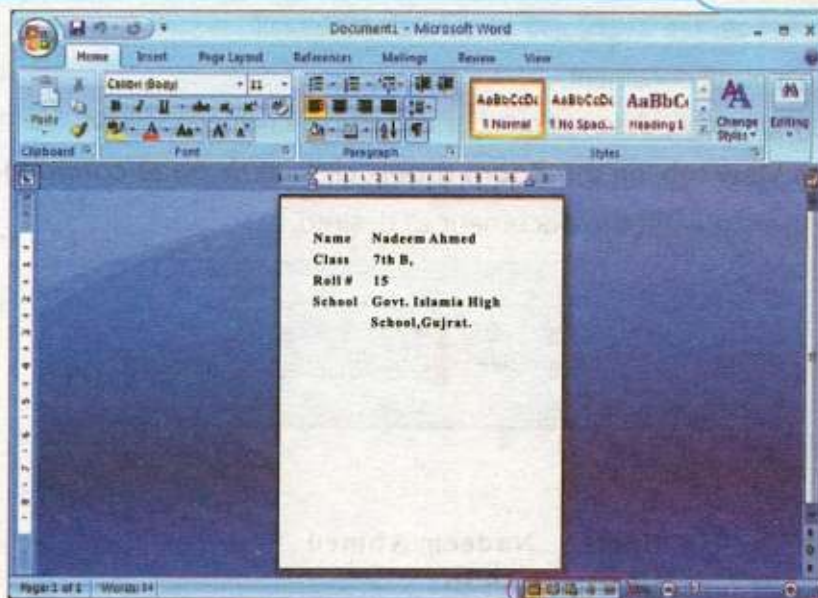 Document1 - Microsoft Word
Home Insert Page Layout References Mailings Review View
Paste
Calibri (Body) 11
AaBbCcDc AaBbCcDc AaBbC
¶ Normal ¶ No Spaci... Heading 1
Change Styles
Editing
Clipboard Font Paragraph Styles
Name Nadeem Ahmed
Class 7th B,
Roll # 15
School Govt. Islamia High
School,Gujrat.
Page: 1 of 1 Words: 14